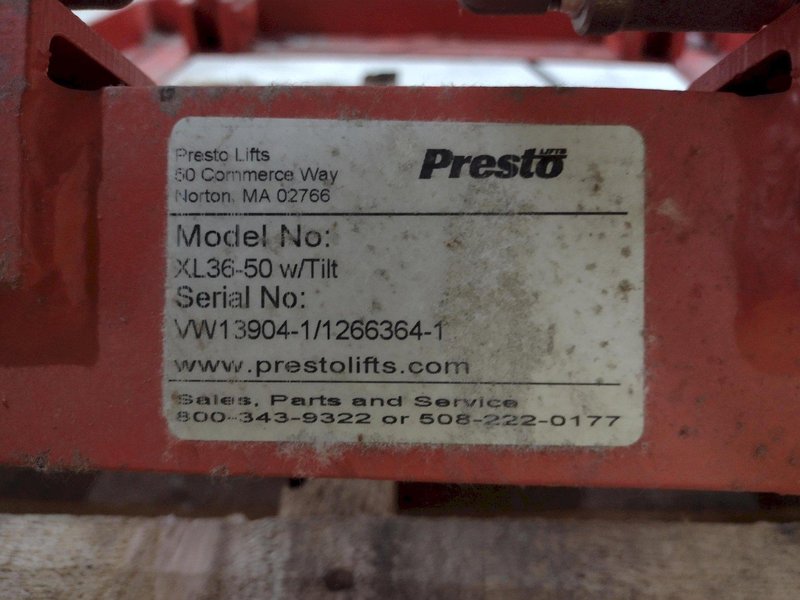 Presto Lifts
50 Commerce Way
Norton, MA 02766
Presto LIFTS
Model No:
XL36-50 w/Tilt
Serial No:
VW13904-1/1266364-1
www.prestolifts.com
Sales, Parts and Service
800-343-9322 or 508-222-0177